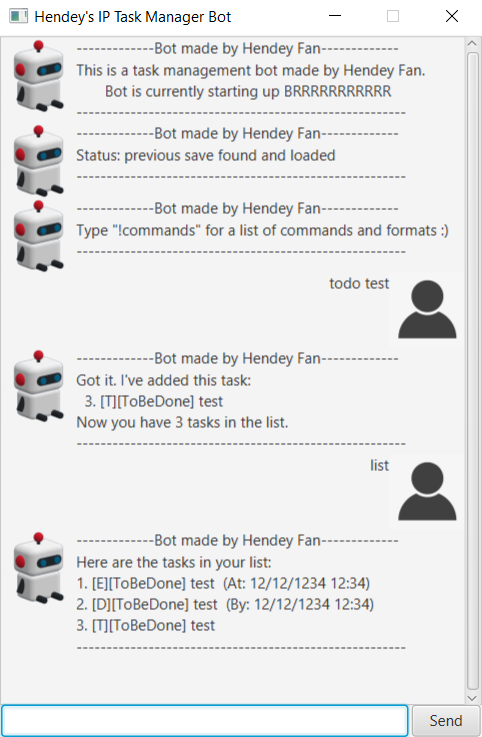 Hendey's IP Task Manager Bot
-------------Bot made by Hendey Fan-------------
This is a task management bot made by Hendey Fan.
Bot is currently starting up BRRRRRRRRRRR
-------------------------------------------------------
-------------Bot made by Hendey Fan-------------
Status: previous save found and loaded
-------------------------------------------------------
-------------Bot made by Hendey Fan-------------
Type "!commands" for a list of commands and formats :)
-------------------------------------------------------
todo test
-------------Bot made by Hendey Fan-------------
Got it. I've added this task:
3. [T][ToBeDone] test
Now you have 3 tasks in the list.
-------------------------------------------------------
list
-------------Bot made by Hendey Fan-------------
Here are the tasks in your list:
1. [E][ToBeDone] test  (At: 12/12/1234 12:34)
2. [D][ToBeDone] test  (By: 12/12/1234 12:34)
3. [T][ToBeDone] test
-------------------------------------------------------
Send